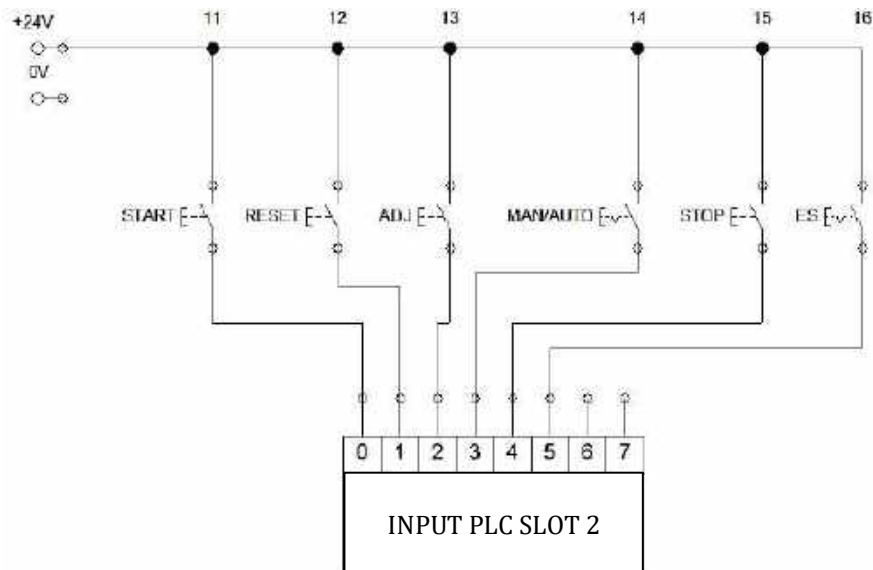 +24V 11 12 13 14 15 16
0V
START RESET ADJ MAN/AUTO STOP ES
0 1 2 3 4 5 6 7
INPUT PLC SLOT 2